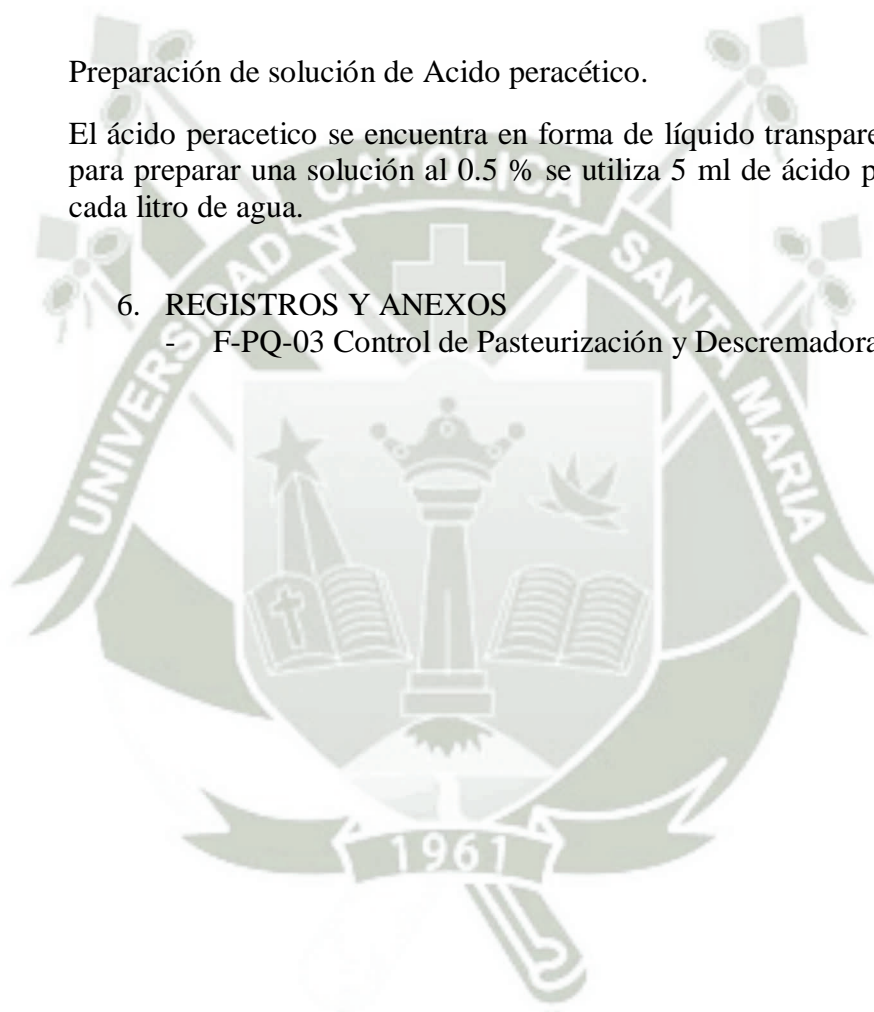 Preparación de solución de Acido peracético.
El ácido peracetico se encuentra en forma de líquido
para preparar una solución al 0.5 % se utiliza 5 ml de ácido
cada litro de agua.
6. REGISTROS Y ANEXOS
- F-PQ-03 Control de Pasteurización y Descremadora
UNIVERSIDAD CATOLICA SANTA MARIA
1961